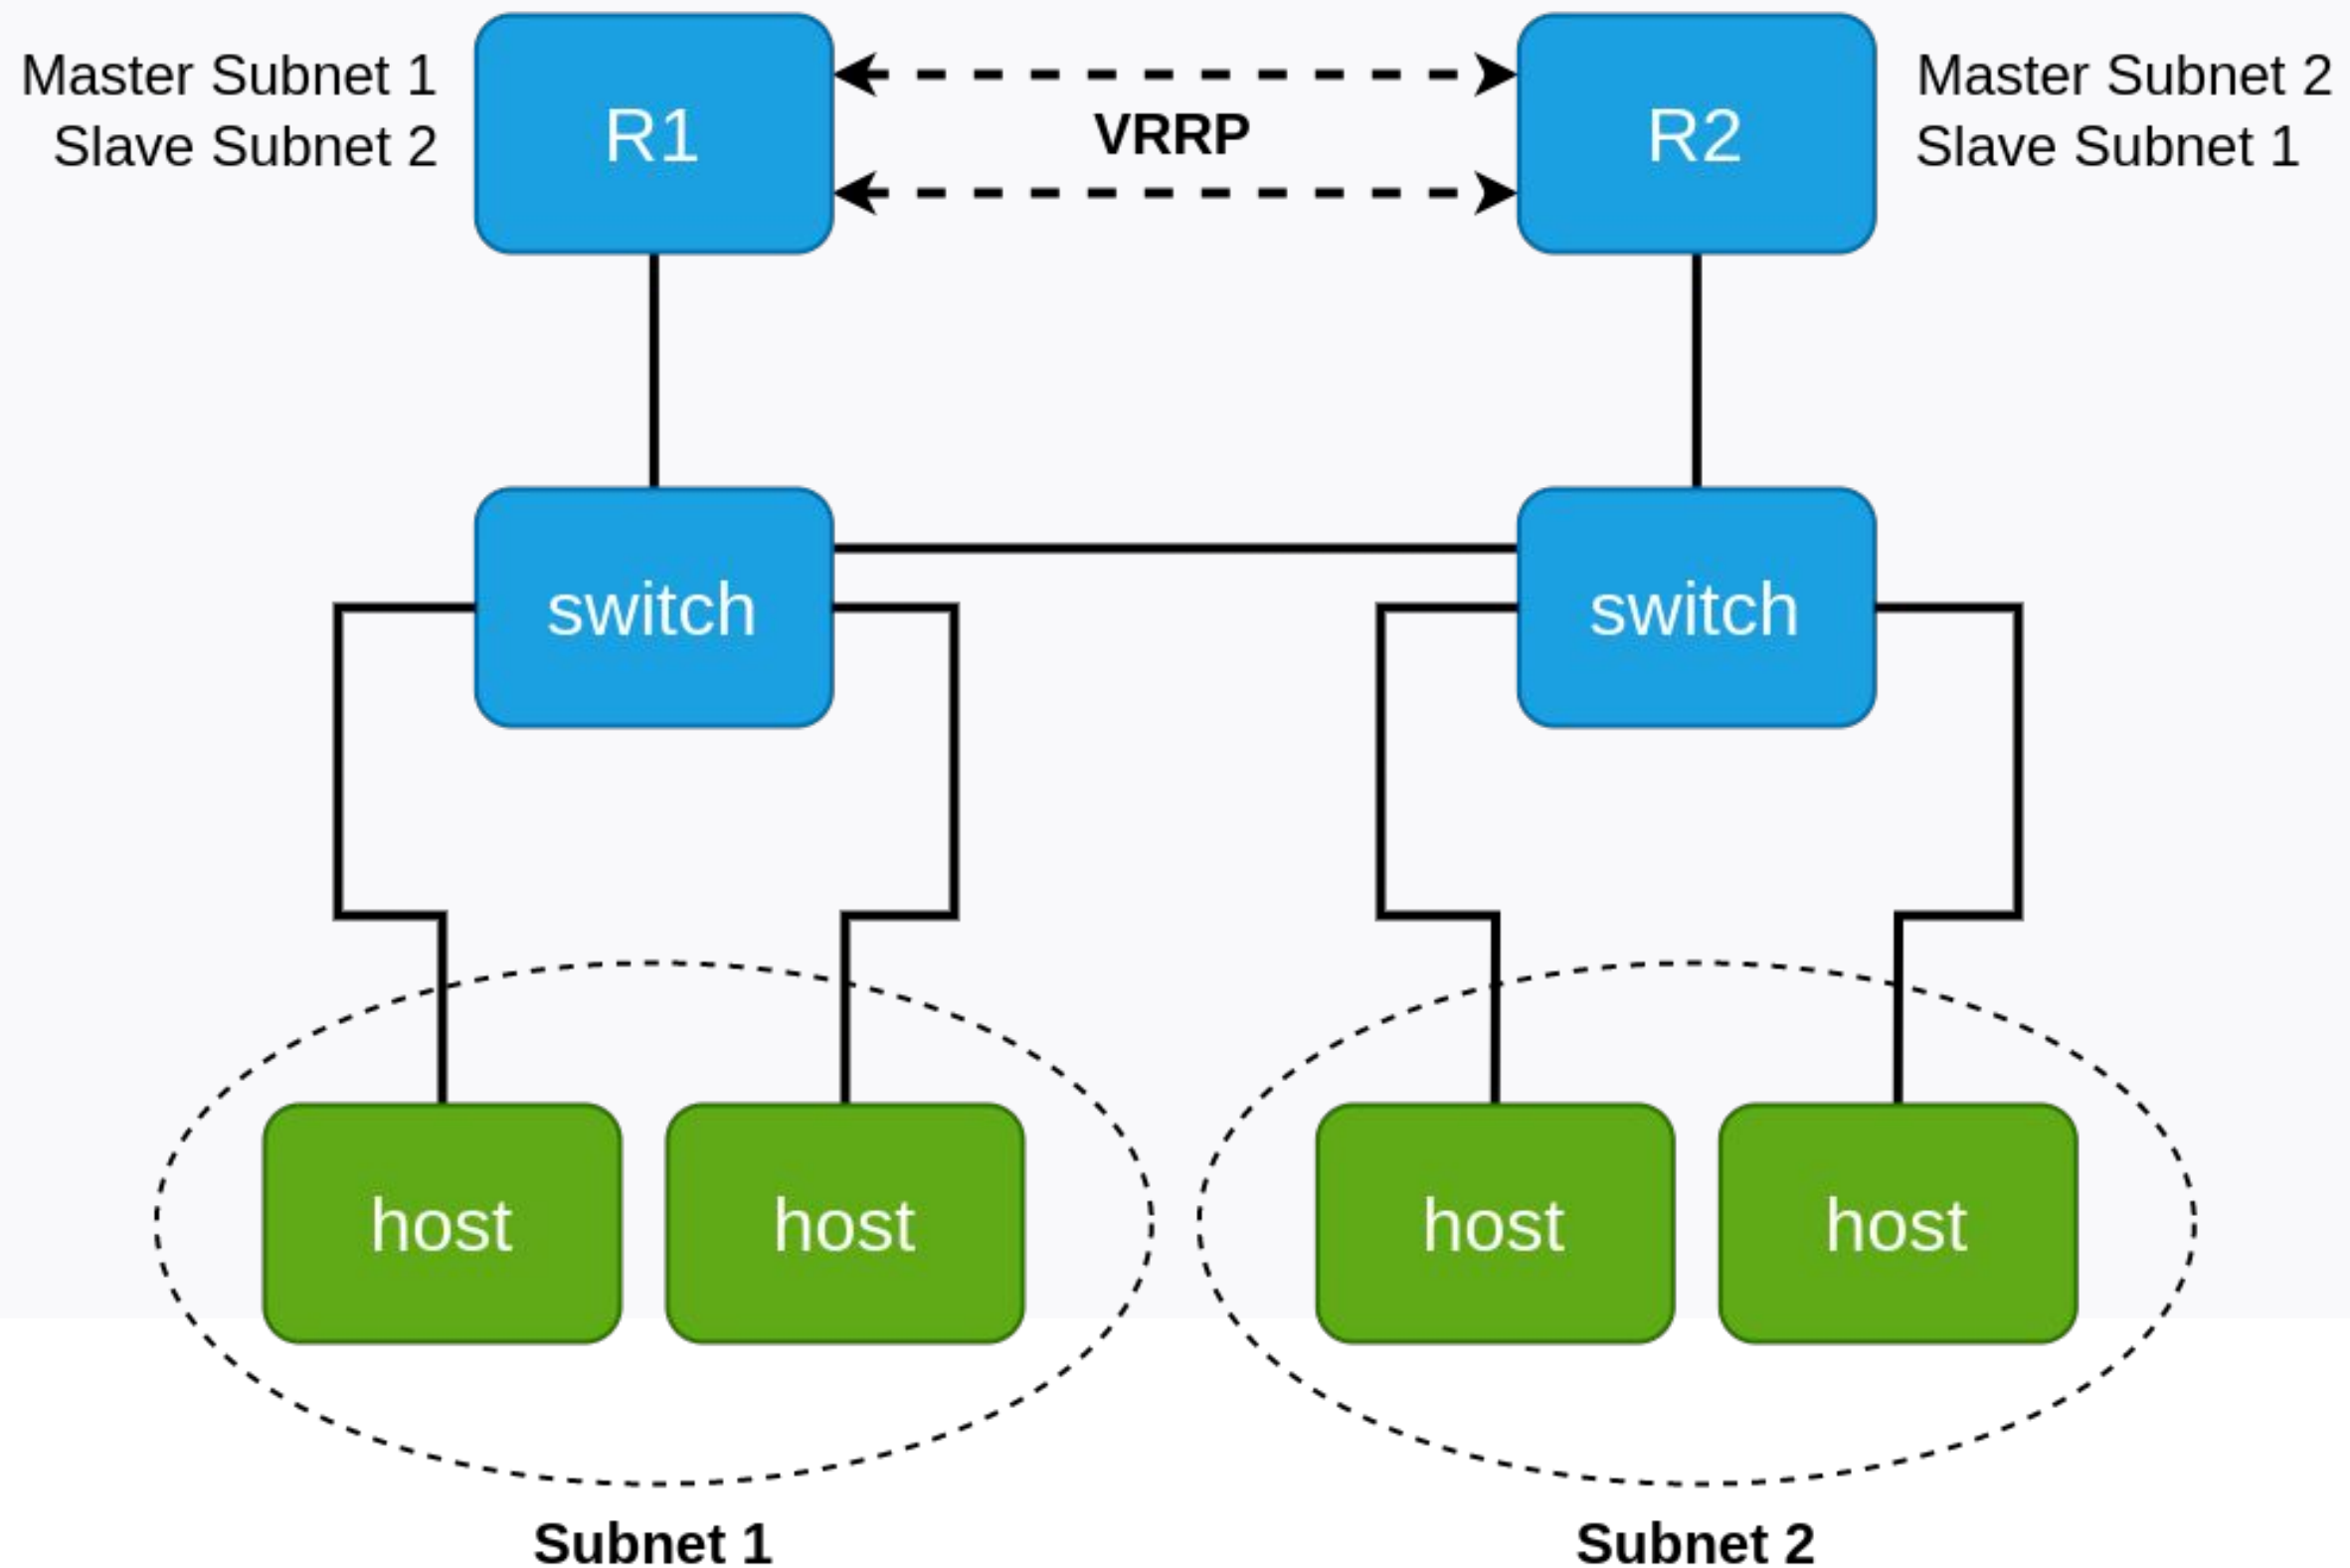 Master Subnet 1
Slave Subnet 2
R1
VRRP
R2
Master Subnet 2
Slave Subnet 1
switch
switch
host
host
host
host
Subnet 1
Subnet 2